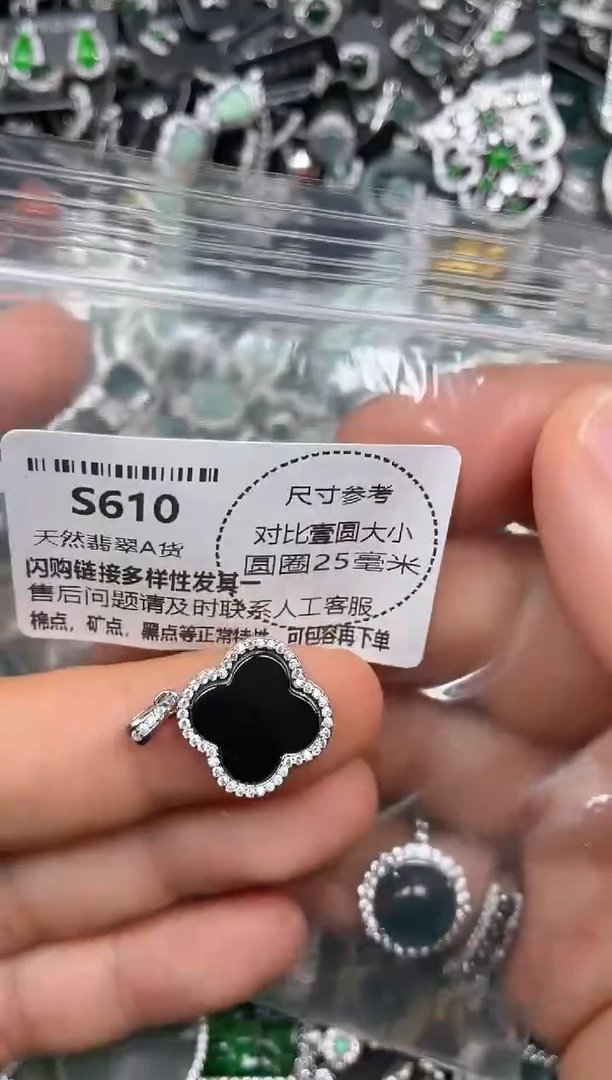 S610
天然翡翠A货
尺寸参考
对比壹圆大小
圆圈25毫米
闪购链接多样性发其一
售后问题请及时联系人工客服
棉点，矿点，黑点等正常特性，可包容再下单